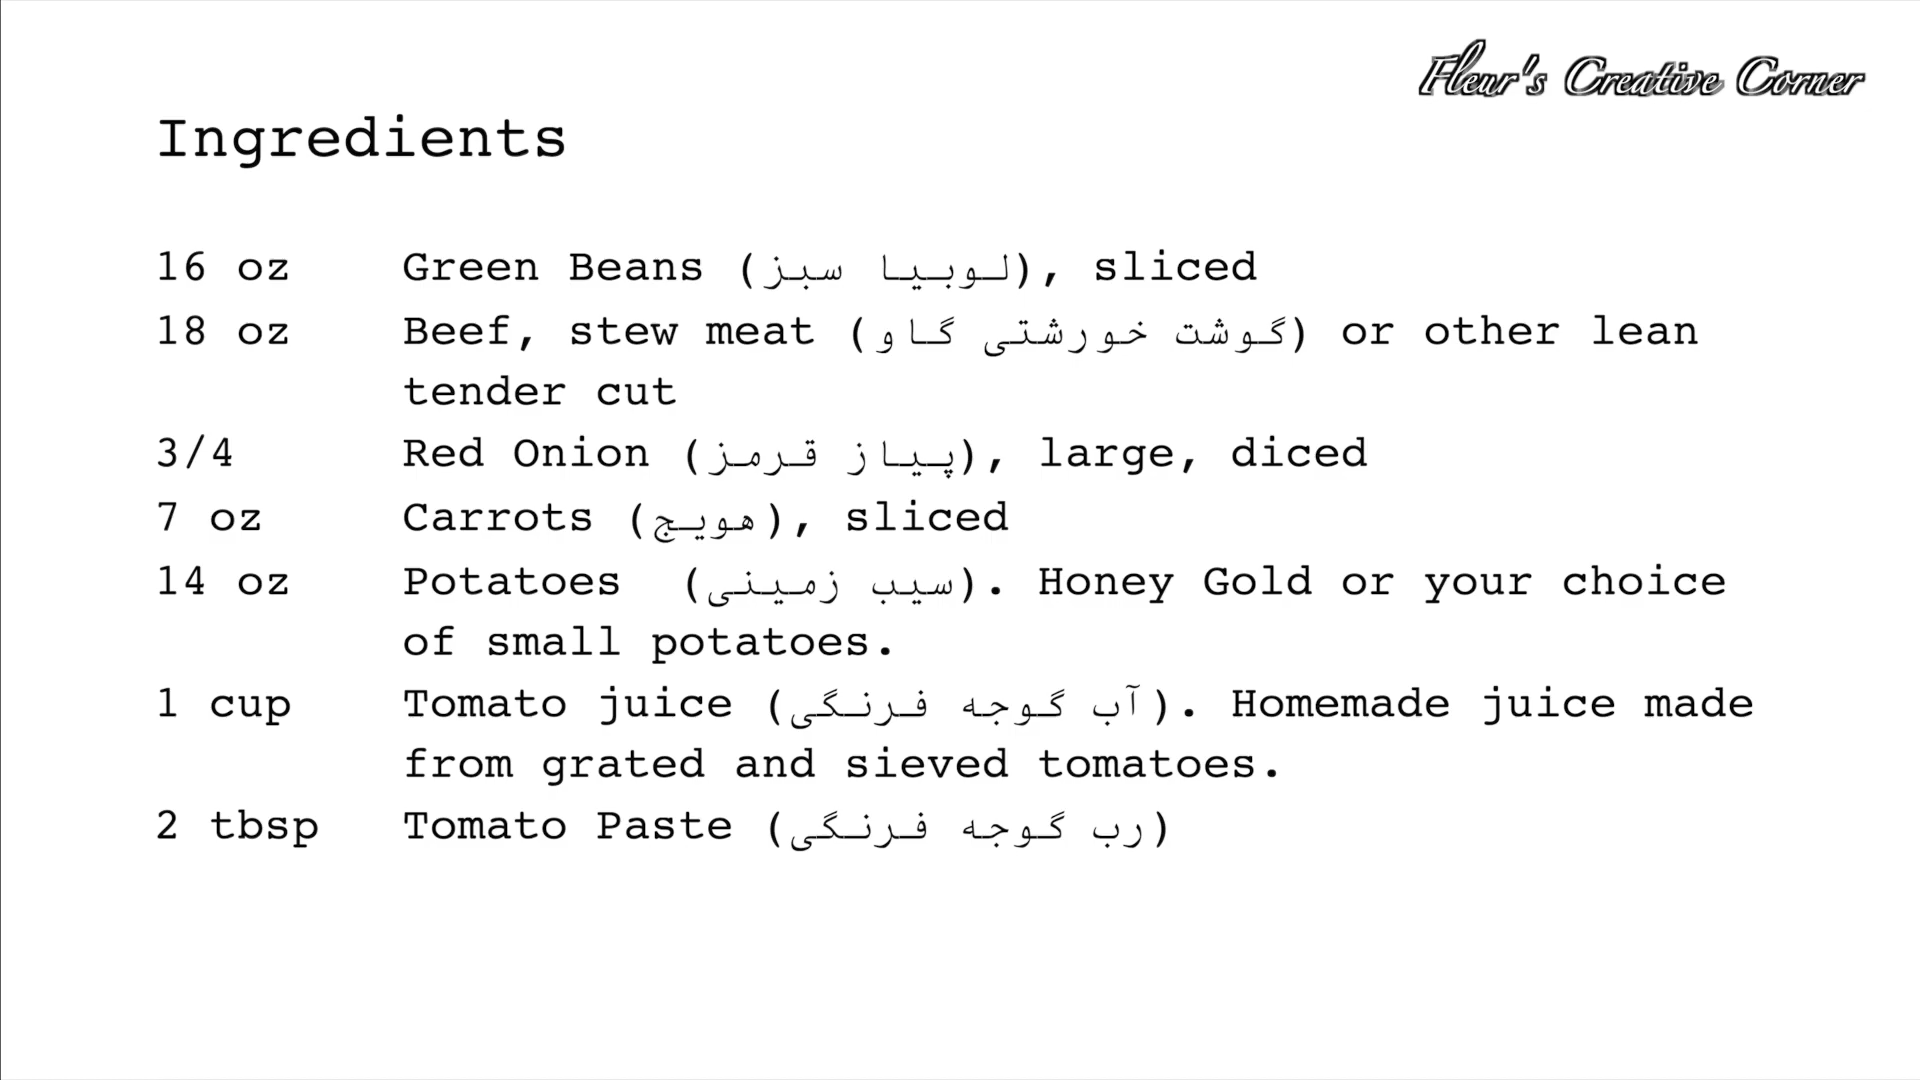 Fleur's Creative Corner
Ingredients
16 oz Green Beans (لوبیا سبز), sliced
18 oz Beef, stew meat (گوشت خورشتی گاو) or other lean
tender cut
3/4 Red Onion (پیاز قرمز), large, diced
7 oz Carrots (هویج), sliced
14 oz Potatoes (سیب زمینی). Honey Gold or your choice
of small potatoes.
1 cup Tomato juice (آب گوجه فرنگی). Homemade juice made
from grated and sieved tomatoes.
2 tbsp Tomato Paste (رب گوجه فرنگی)